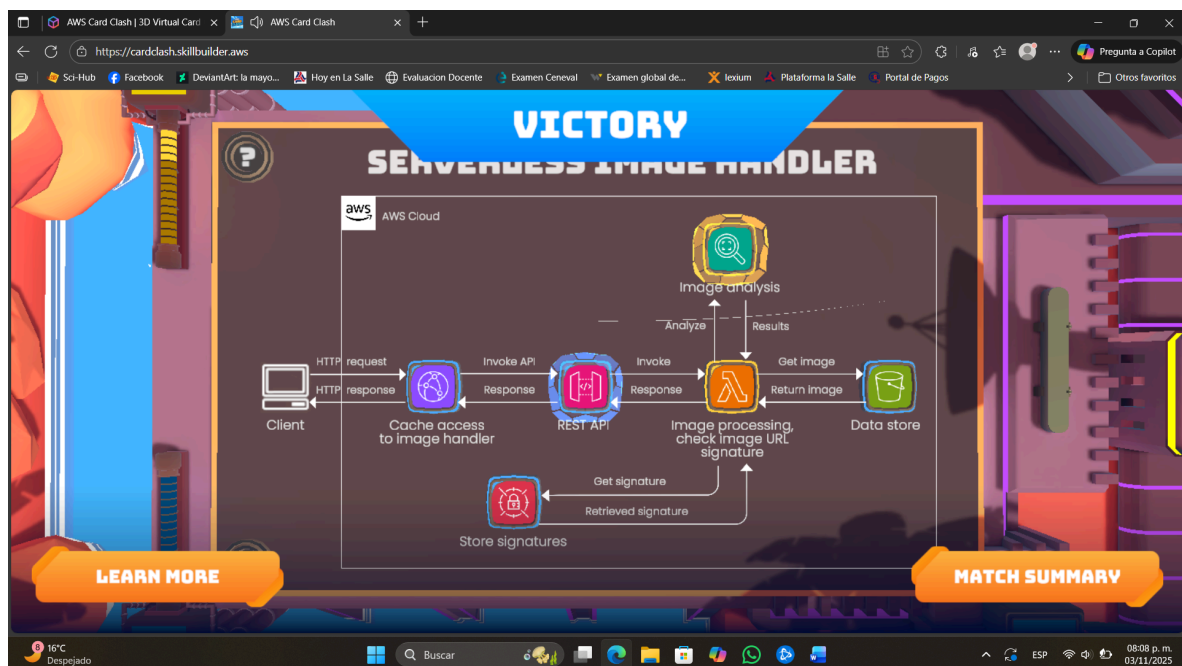 AWS Card Clash | 3D Virtual Card
AWS Card Clash
https://cardclash.skillbuilder.aws
Pregunta a Copilot
Sci-Hub
Facebook
DeviantArt: la mayo...
Hoy en La Salle
Evaluacion Docente
Examen Ceneval
Examen global de...
lexium
Plataforma la Salle
Portal de Pagos
Otros favoritos
VICTORY
?
SERVERLESS IMAGE HANDLER
aws
AWS Cloud
Image analysis
Analyze
Results
HTTP request
Invoke API
Invoke
Get image
HTTP response
Response
Response
Return image
Client
Cache access
to image handler
REST API
Image processing,
check image URL
signature
Data store
Get signature
Retrieved signature
Store signatures
LEARN MORE
MATCH SUMMARY
8
16°C
Despejado
Buscar
ESP
08:08 p. m.
03/11/2025